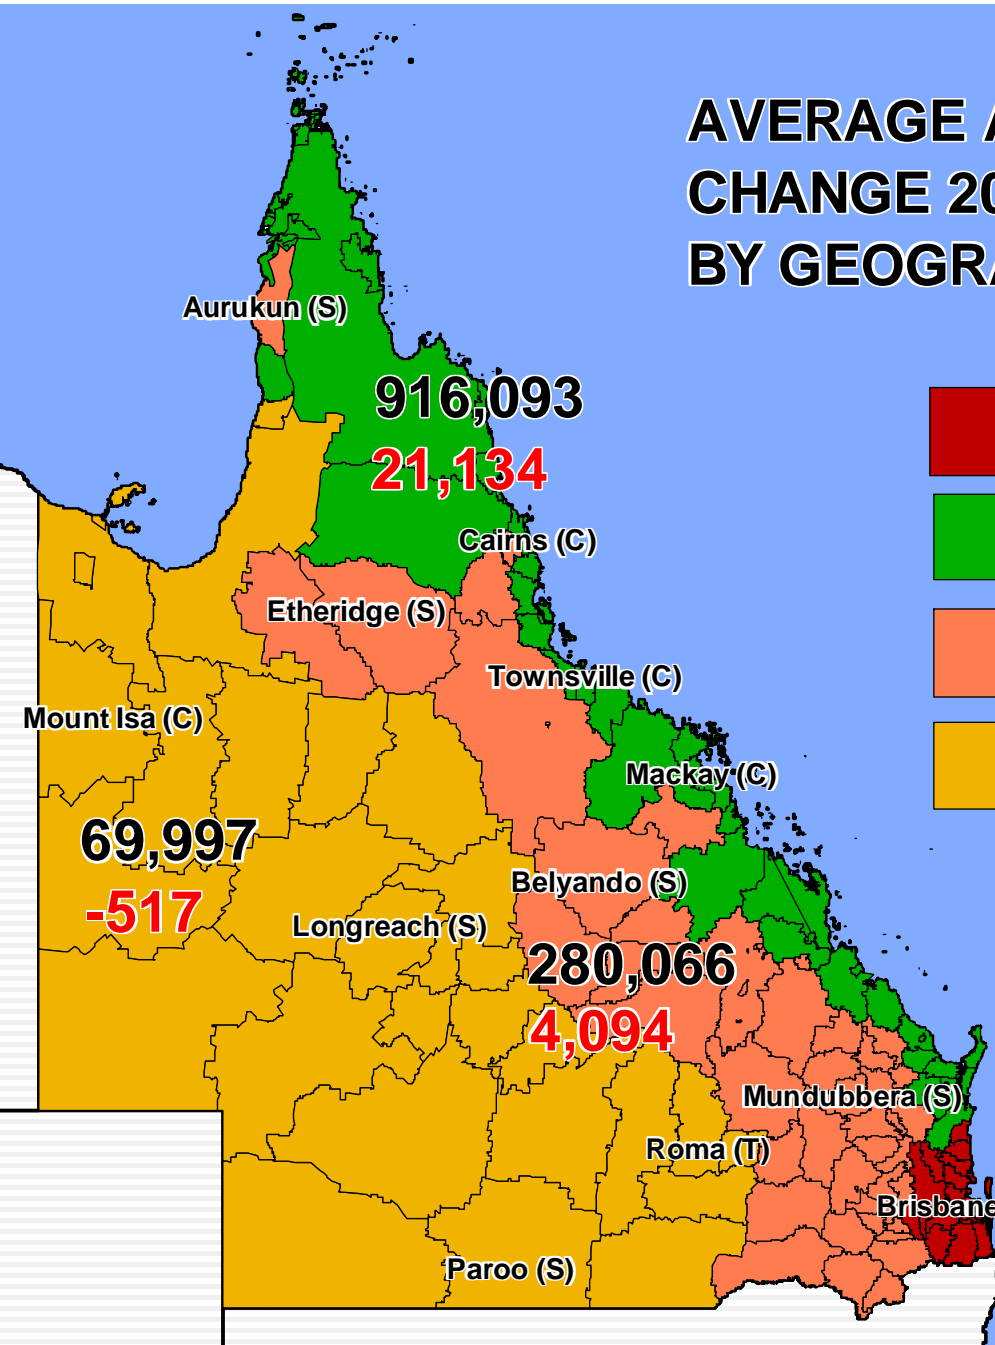 AVERAGE A
CHANGE 20
BY GEOGRA
Aurukun (S)
916,093
21,134
Cairns (C)
Etheridge (S)
Townsville (C)
Mount Isa (C)
Mackay (C)
69,997
-517
Belyando (S)
Longreach (S)
280,066
4,094
Mundubbera (S)
Roma (T)
Brisbane
Paroo (S)